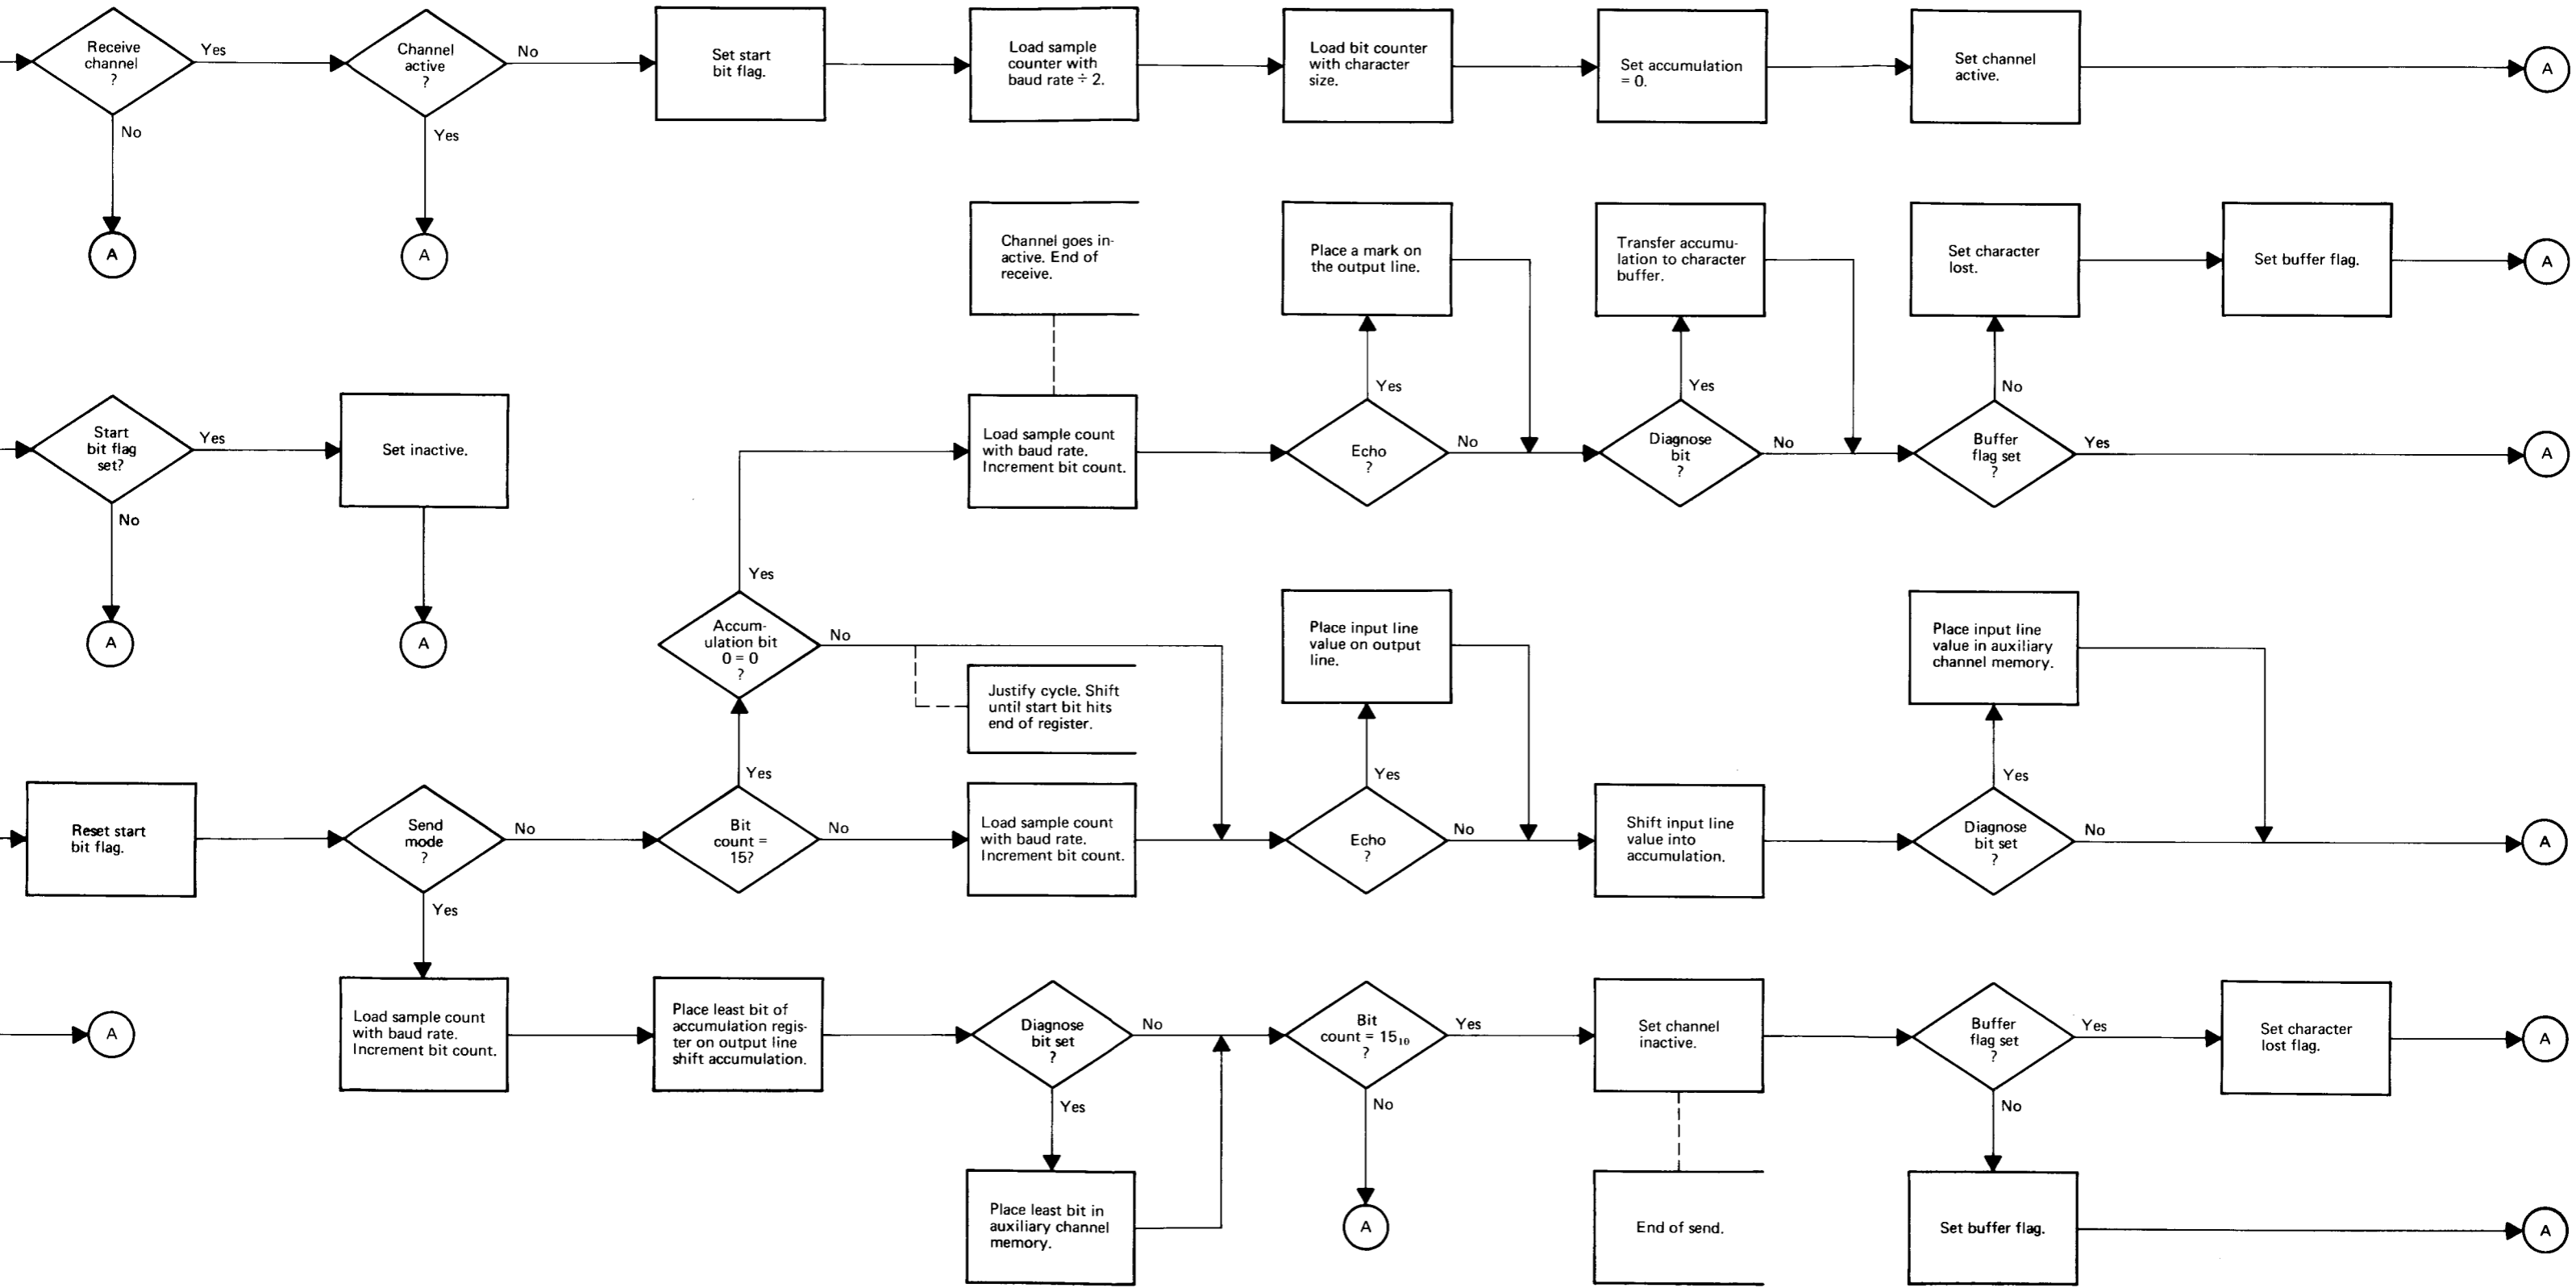 Receive
channel
?
Yes
No
A
Channel
active
?
No
Yes
A
Set start
bit flag.
Load sample
counter with
baud rate ÷ 2.
Load bit counter
with character
size.
Set accumulation
= 0.
Set channel
active.
A
Channel goes in-
active. End of
receive.
Place a mark on
the output line.
Transfer accumu-
lation to character
buffer.
Set character
lost.
Set buffer flag.
A
Start
bit flag
set?
Yes
No
A
Set inactive.
A
Load sample count
with baud rate.
Increment bit count.
Echo
?
Yes
No
Diagnose
bit
?
Yes
No
Buffer
flag set
?
No
Yes
A
Accum-
ulation bit
0 = 0
?
Yes
No
Justify cycle. Shift
until start bit hits
end of register.
Place input line
value on output
line.
Place input line
value in auxiliary
channel memory.
Reset start
bit flag.
Send
mode
?
No
Yes
Bit
count =
15?
Yes
No
Load sample count
with baud rate.
Increment bit count.
Echo
?
Yes
No
Shift input line
value into
accumulation.
Diagnose
bit set
?
Yes
No
A
A
Load sample count
with baud rate.
Increment bit count.
Place least bit of
accumulation regis-
ter on output line
shift accumulation.
Diagnose
bit set
?
No
Yes
Bit
count = 15₁₀
?
Yes
No
Set channel
inactive.
Buffer
flag set
?
Yes
No
Set character
lost flag.
A
Place least bit in
auxiliary channel
memory.
A
End of send.
Set buffer flag.
A